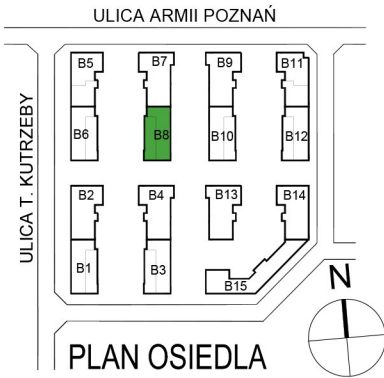 ULICA ARMII POZNAŃ
ULICA T. KUTRZEBY
B5
B7
B9
B11
B6
B8
B10
B12
B2
B4
B13
B14
B1
B3
B15
N
PLAN OSIEDLA